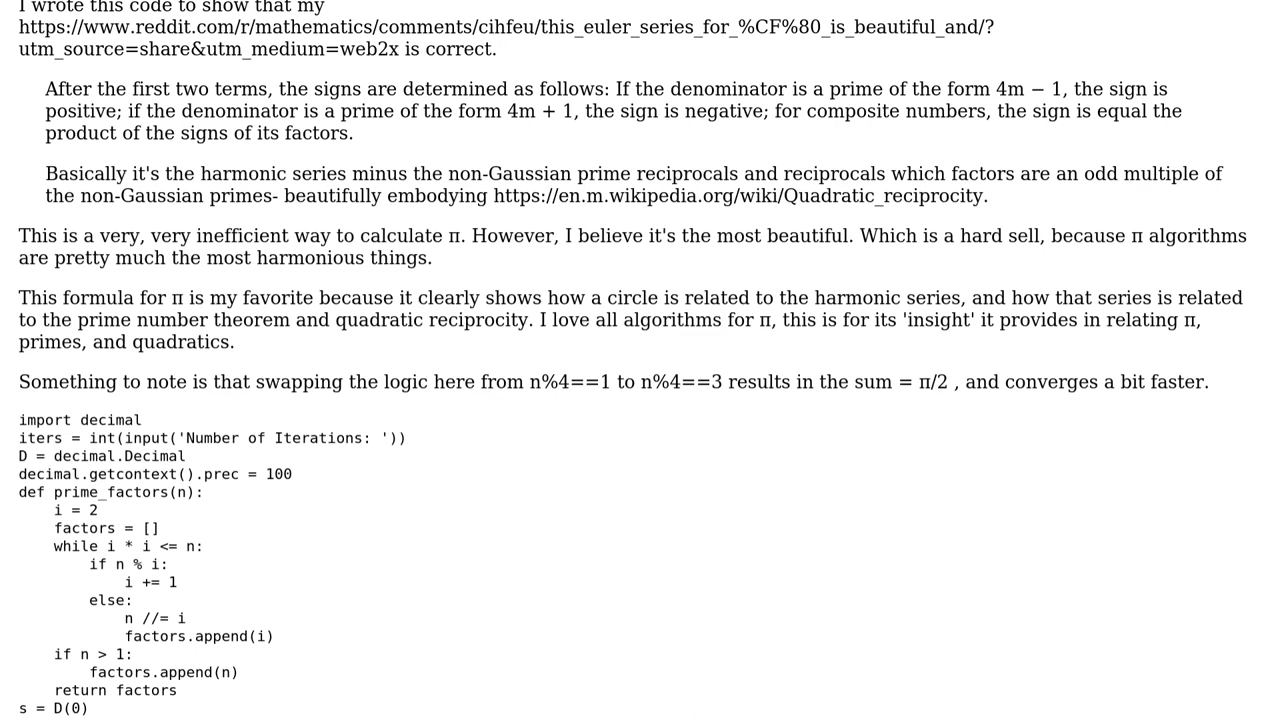 I wrote this code to show that my
https://www.reddit.com/r/mathematics/comments/cihfeu/this_euler_series_for_%CF%80_is_beautiful_and/?
utm_source=share&utm_medium=web2x is correct.
After the first two terms, the signs are determined as follows: If the denominator is a prime of the form 4m − 1, the sign is
positive; if the denominator is a prime of the form 4m + 1, the sign is negative; for composite numbers, the sign is equal the
product of the signs of its factors.
Basically it's the harmonic series minus the non-Gaussian prime reciprocals and reciprocals which factors are an odd multiple of
the non-Gaussian primes- beautifully embodying https://en.m.wikipedia.org/wiki/Quadratic_reciprocity.
This is a very, very inefficient way to calculate π. However, I believe it's the most beautiful. Which is a hard sell, because π algorithms
are pretty much the most harmonious things.
This formula for π is my favorite because it clearly shows how a circle is related to the harmonic series, and how that series is related
to the prime number theorem and quadratic reciprocity. I love all algorithms for π, this is for its 'insight' it provides in relating π,
primes, and quadratics.
Something to note is that swapping the logic here from n%4==1 to n%4==3 results in the sum = π/2 , and converges a bit faster.
import decimal
iters = int(input('Number of Iterations: '))
D = decimal.Decimal
decimal.getcontext().prec = 100
def prime_factors(n):
    i = 2
    factors = []
    while i * i <= n:
        if n % i:
            i += 1
        else:
            n //= i
            factors.append(i)
    if n > 1:
        factors.append(n)
    return factors
s = D(0)